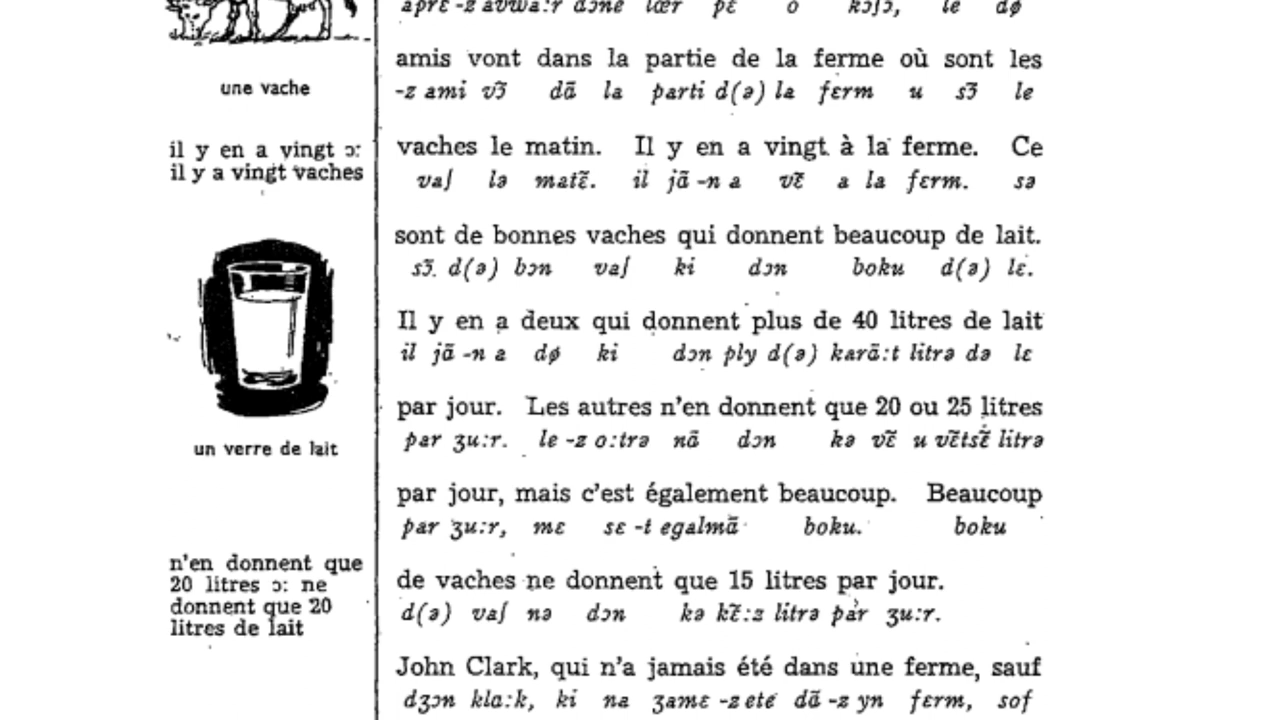 aprɛ -z avwa:r dɔne lœr pɛ o kɔʃɔ̃, le dø
amis vont dans la partie de la ferme où sont les
-z ami vɔ̃ dã la parti d(ə) la fɛrm u sɔ̃ le
une vache
vaches le matin. Il y en a vingt à la ferme. Ce
vaʃ lə matɛ̃. il jã -n a vɛ̃ a la fɛrm. sə
il y en a vingt ɔ:
il y a vingt vaches
sont de bonnes vaches qui donnent beaucoup de lait.
sɔ̃ d(ə) bɔn vaʃ ki dɔn boku d(ə) lɛ.
Il y en a deux qui donnent plus de 40 litres de lait
il jã -n a dø ki dɔn ply d(ə) karã:t litrə də lɛ
par jour. Les autres n'en donnent que 20 ou 25 litres
par ʒu:r. le -z o:trə nã dɔn kə vɛ̃ u vɛ̃tsɛ̃ litrə
un verre de lait
par jour, mais c'est également beaucoup. Beaucoup
par ʒu:r, mɛ sɛ -t egalmã boku. boku
n'en donnent que
20 litres ɔ: ne
donnent que 20
litres de lait
de vaches ne donnent que 15 litres par jour.
d(ə) vaʃ nə dɔn kə kɛ̃:z litrə par ʒu:r.
John Clark, qui n'a jamais été dans une ferme, sauf
dʒɔn kla:k, ki na ʒamɛ -z ete dã -z yn fɛrm, sof